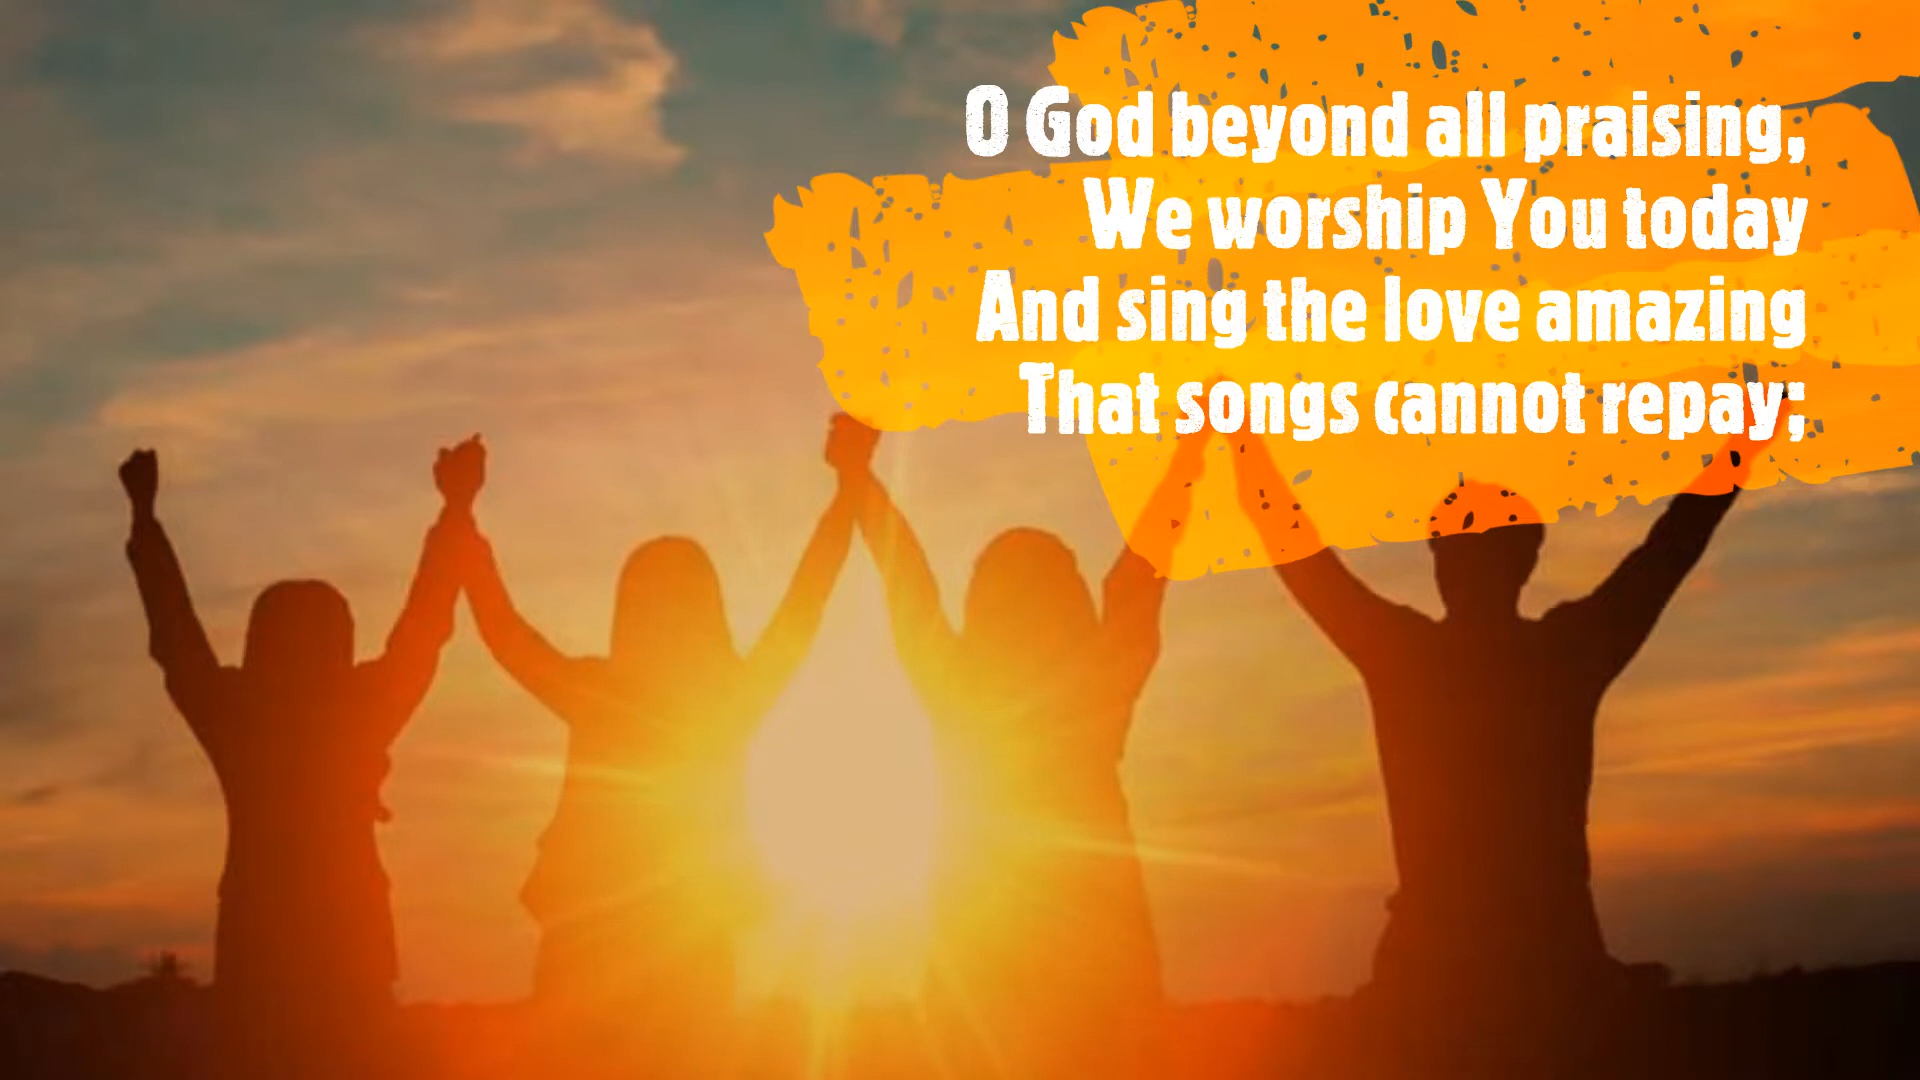 O God beyond all praising,
We worship You today
And sing the love amazing
That songs cannot repay;